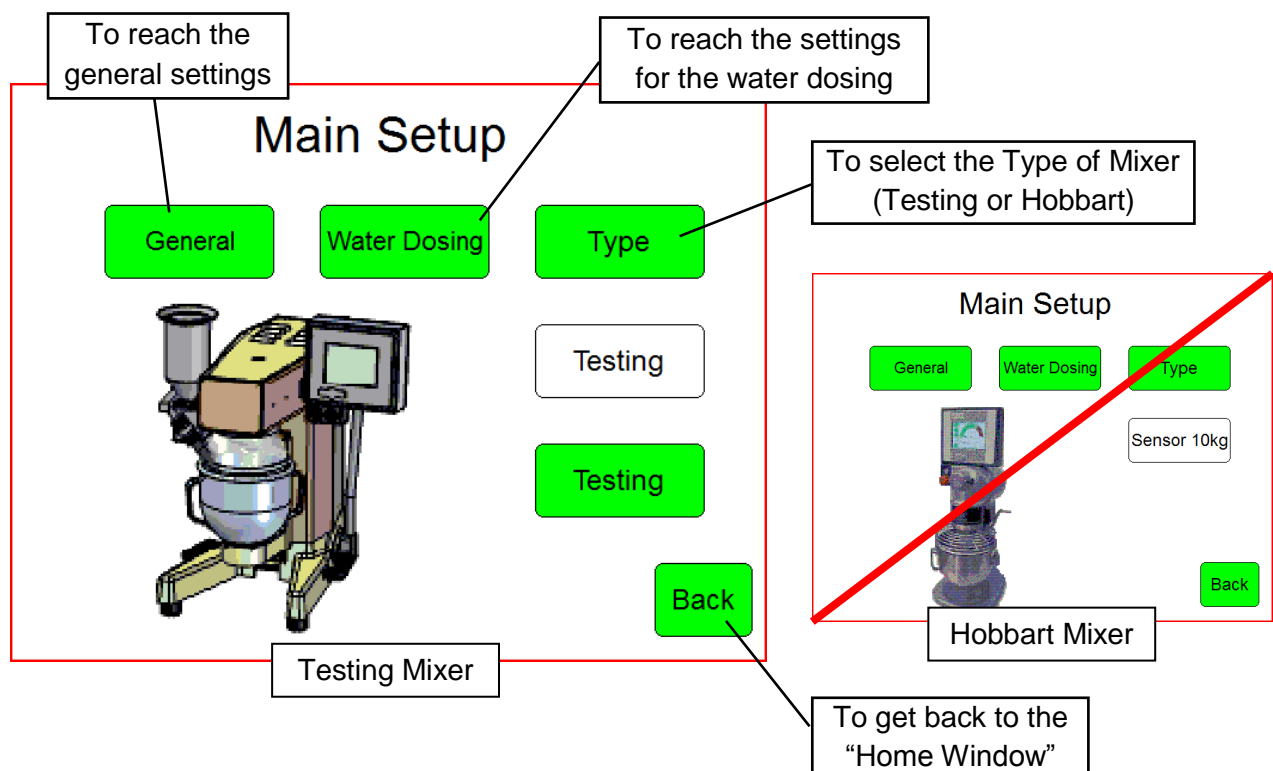 To reach the
general settings
To reach the settings
for the water dosing
Main Setup
To select the Type of Mixer
(Testing or Hobbart)
General
Water Dosing
Type
Testing
Testing
Back
Testing Mixer
Main Setup
General
Water Dosing
Type
Sensor 10kg
Back
Hobbart Mixer
To get back to the
“Home Window”